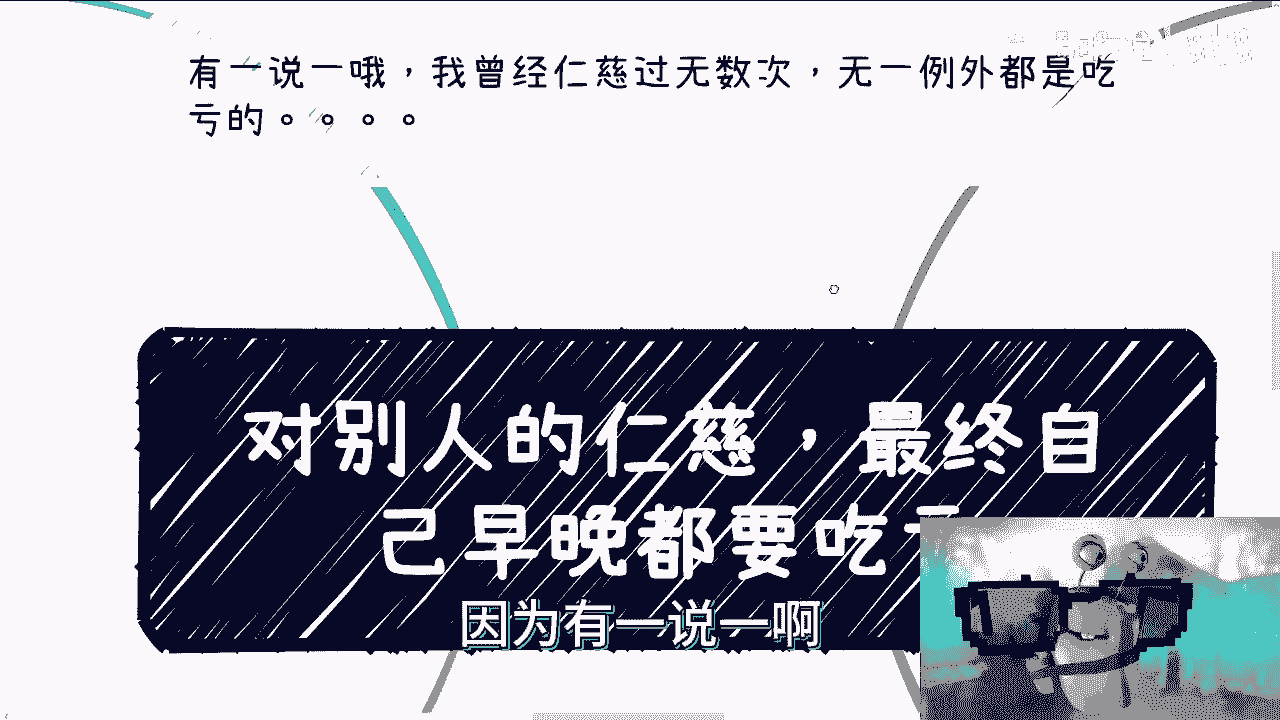 有一说一哦，我曾经仁慈过无数次，无一例外都是吃
亏的。。。。
对别人的仁慈，最终自
己早晚都要吃
因为有一说一啊